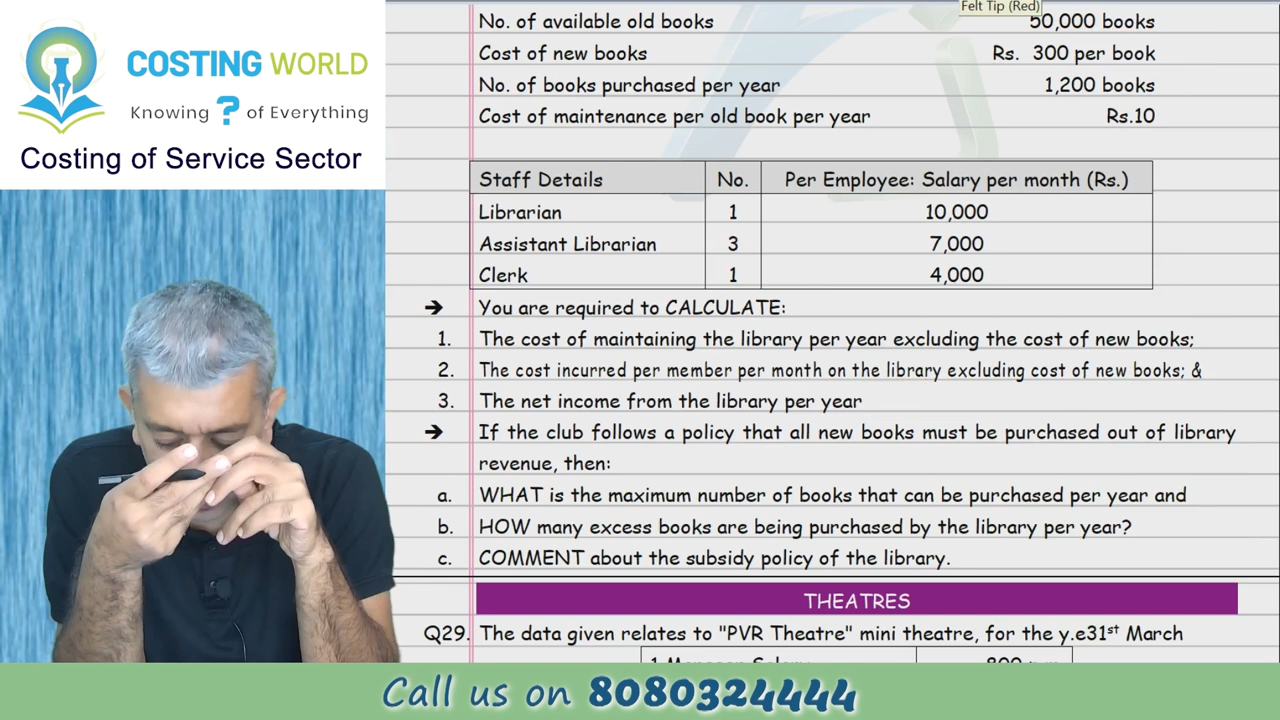 Felt Tip (Red)
COSTING WORLD
Knowing ? of Everything
Costing of Service Sector
No. of available old books 50,000 books
Cost of new books Rs. 300 per book
No. of books purchased per year 1,200 books
Cost of maintenance per old book per year Rs.10
Staff Details No. Per Employee: Salary per month (Rs.)
Librarian 1 10,000
Assistant Librarian 3 7,000
Clerk 1 4,000
➔ You are required to CALCULATE:
1. The cost of maintaining the library per year excluding the cost of new books;
2. The cost incurred per member per month on the library excluding cost of new books; &
3. The net income from the library per year
➔ If the club follows a policy that all new books must be purchased out of library
revenue, then:
a. WHAT is the maximum number of books that can be purchased per year and
b. HOW many excess books are being purchased by the library per year?
c. COMMENT about the subsidy policy of the library.
THEATRES
Q29. The data given relates to "PVR Theatre" mini theatre, for the y.e31st March
Call us on 8080324444